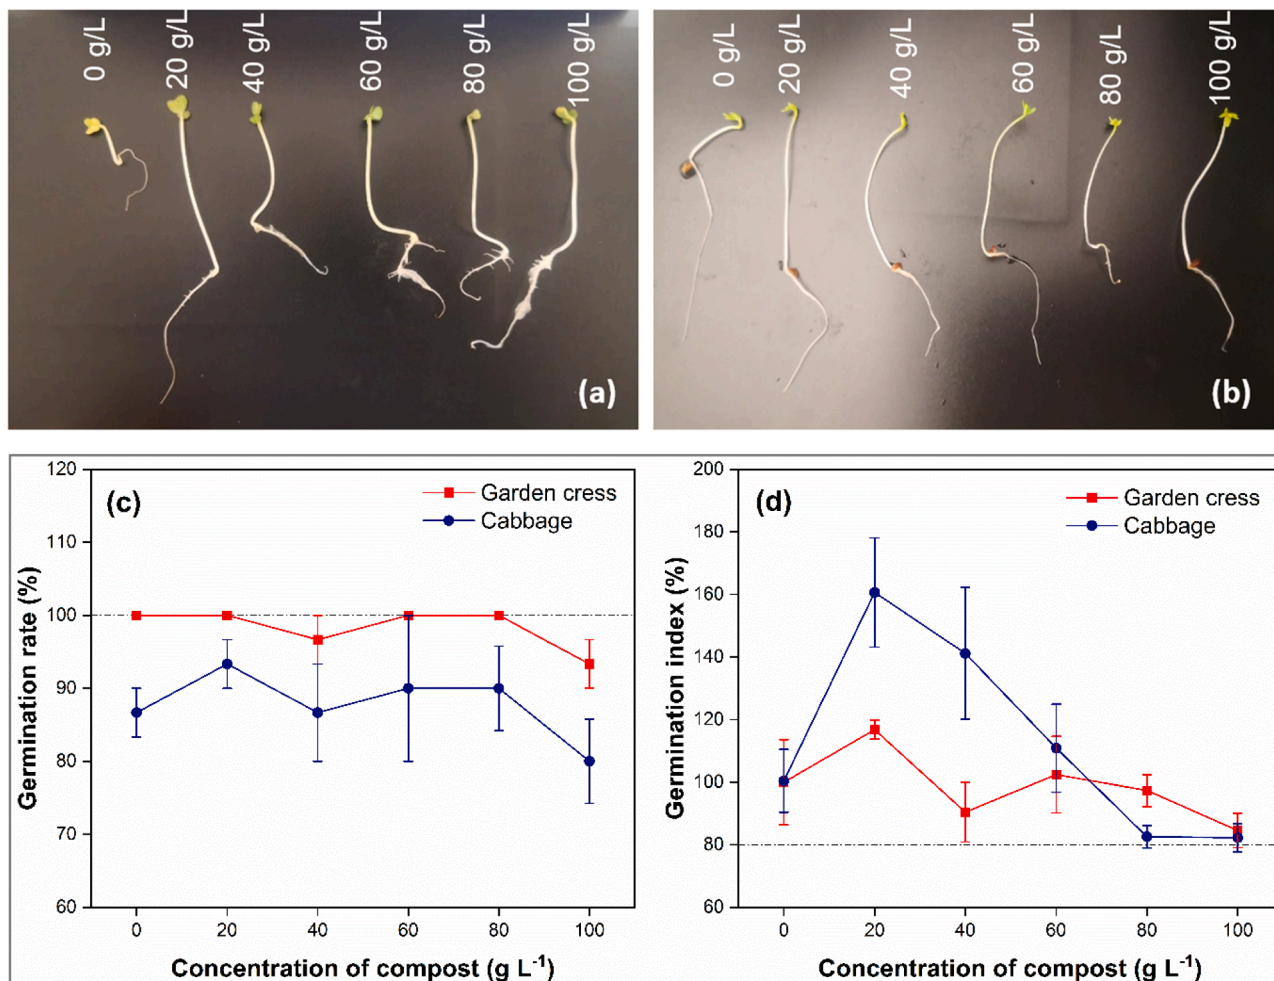 0 g/L
20 g/L
40 g/L
60 g/L
80 g/L
100 g/L
(a)
0 g/L
20 g/L
40 g/L
60 g/L
80 g/L
100 g/L
(b)
(c)
Garden cress
Cabbage
120
110
100
90
80
70
60
Germination rate (%)
0 20 40 60 80 100
Concentration of compost (g L⁻¹)
(d)
Garden cress
Cabbage
200
180
160
140
120
100
80
60
Germination index (%)
0 20 40 60 80 100
Concentration of compost (g L⁻¹)